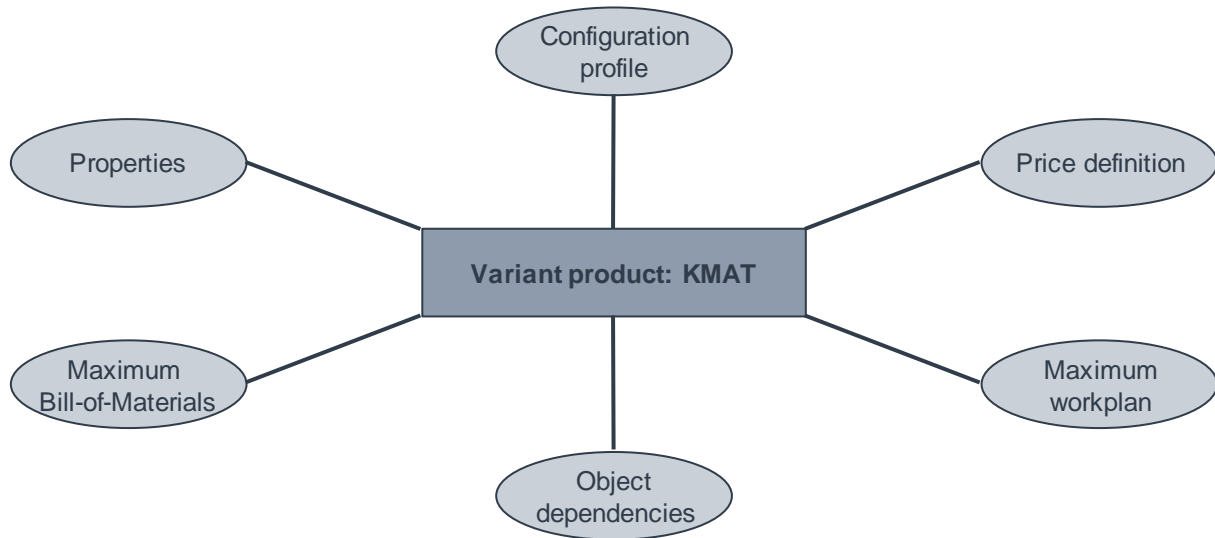 Configuration
profile
Properties
Price definition
Variant product: KMAT
Maximum
Bill-of-Materials
Maximum
workplan
Object
dependencies